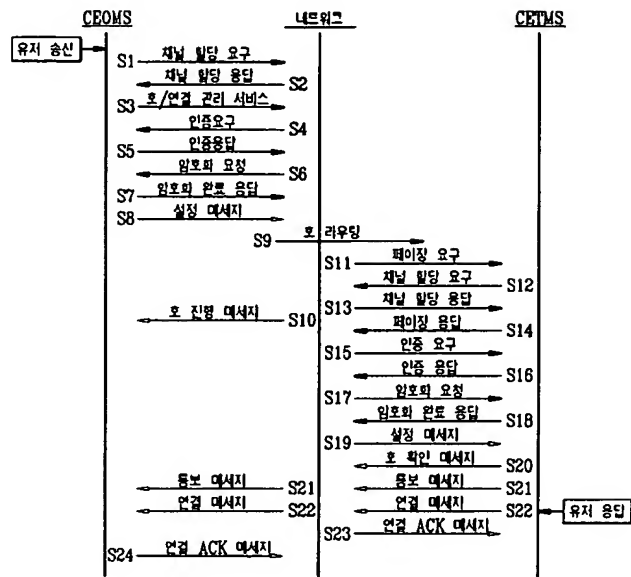 CEOMS 네트워크 CETMS
유저 송신
S1 채널 할당 요구
채널 할당 응답 S2
S3 호/연결 관리 서비스
인증요구 S4
S5 인증응답
암호화 요청 S6
S7 암호화 완료 응답
S8 설정 메세지
S9 호 라우팅
S11 페이징 요구
채널 할당 요구 S12
S13 채널 할당 응답
호 진행 메세지 S10
페이징 응답 S14
S15 인증 요구
인증 응답 S16
S17 암호화 요청
암호화 완료 응답 S18
S19 설정 메세지
호 확인 메세지 S20
통보 메세지 S21 통보 메세지 S21
연결 메세지 S22 연결 메세지 S22
유저 응답
S23 연결 ACK 메세지
S24 연결 ACK 메세지